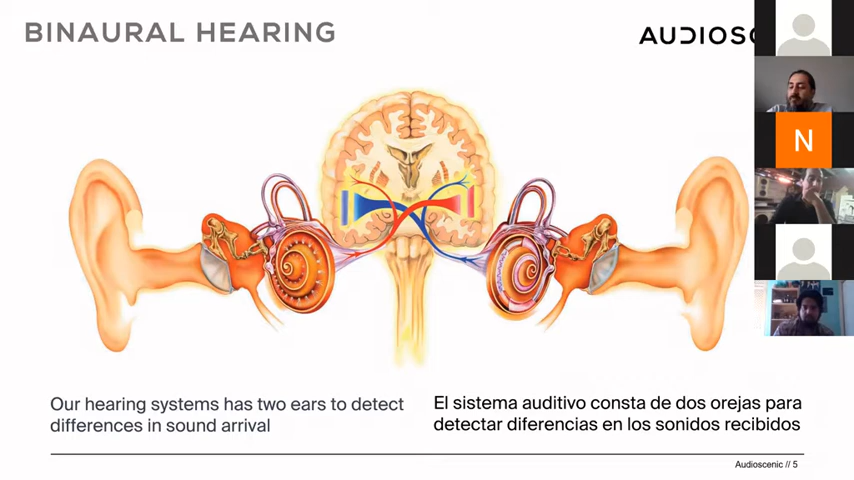 BINAURAL HEARING
AUDIOSC
N
Our hearing systems has two ears to detect
differences in sound arrival
El sistema auditivo consta de dos orejas para
detectar diferencias en los sonidos recibidos
Audioscenic // 5